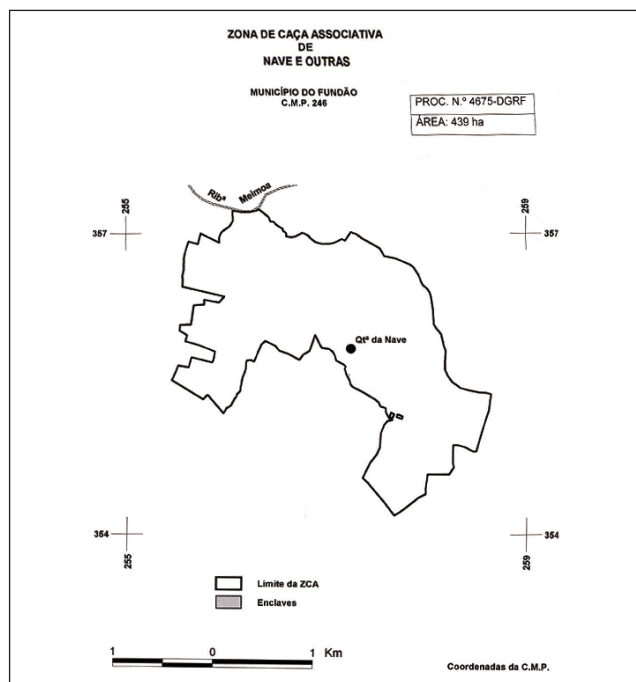 ZONA DE CAÇA ASSOCIATIVA
DE
NAVE E OUTRAS
MUNICÍPIO DO FUNDÃO
C.M.P. 246
PROC. N.º 4675-DGRF
ÁREA: 439 ha
Ribª Meimoa
255
259
357
357
Qtª da Nave
354
354
255
259
Limite da ZCA
Enclaves
1 0 1 Km
Coordenadas da C.M.P.